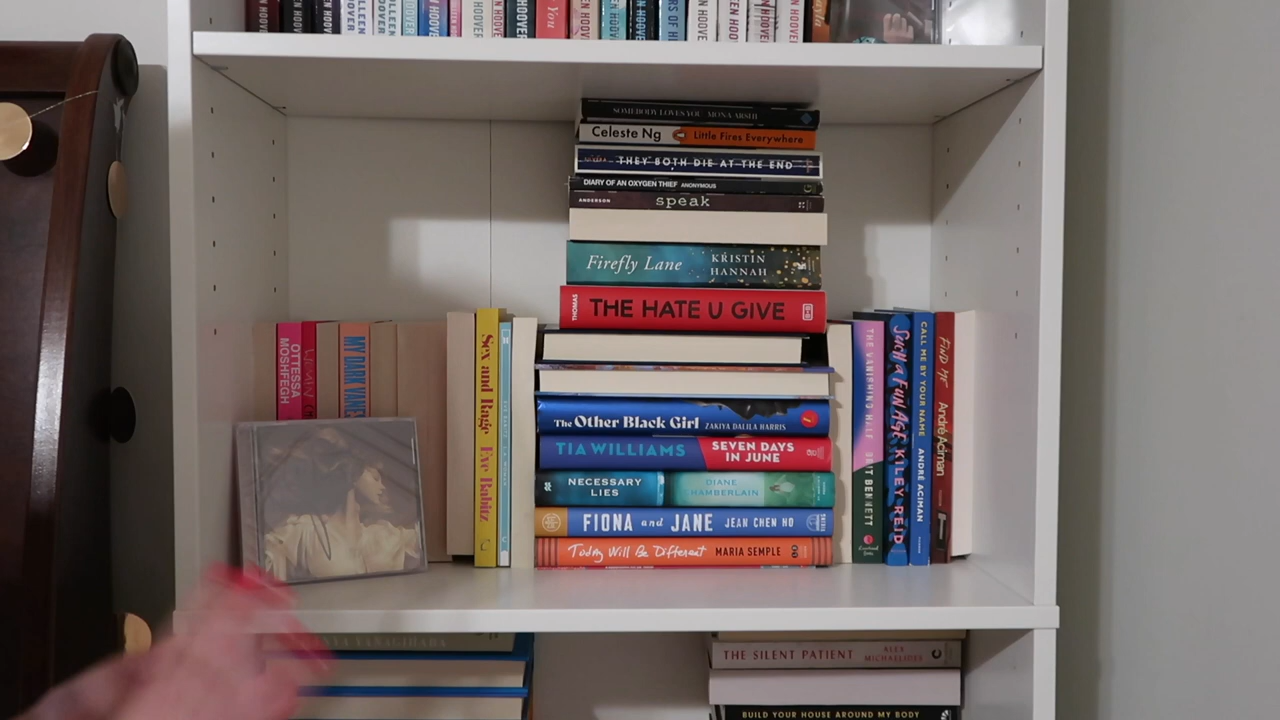 HOOVER
You
SOMEBODY LOVES YOU MONA ARSHI
Celeste Ng Little Fires Everywhere
THEY BOTH DIE AT THE END
DIARY OF AN OXYGEN THIEF ANONYMOUS
ANDERSON speak
Firefly Lane KRISTIN HANNAH
THOMAS THE HATE U GIVE
OTTESSA MOSHFEGH
MY DARK VAN
Sex and Rage Eve Babitz
The Other Black Girl ZAKIYA DALILA HARRIS
TIA WILLIAMS SEVEN DAYS IN JUNE
NECESSARY LIES DIANE CHAMBERLAIN
FIONA and JANE JEAN CHEN HO
Today Will Be Different MARIA SEMPLE
THE VANISHING HALF BRIT BENNETT
SUCH A FUN AGE KILEY REID
CALL ME BY YOUR NAME ANDRÉ ACIMAN
FIND ME André Aciman
YANAGIHARA
THE SILENT PATIENT ALEX MICHAELIDES
BUILD YOUR HOUSE AROUND MY BODY